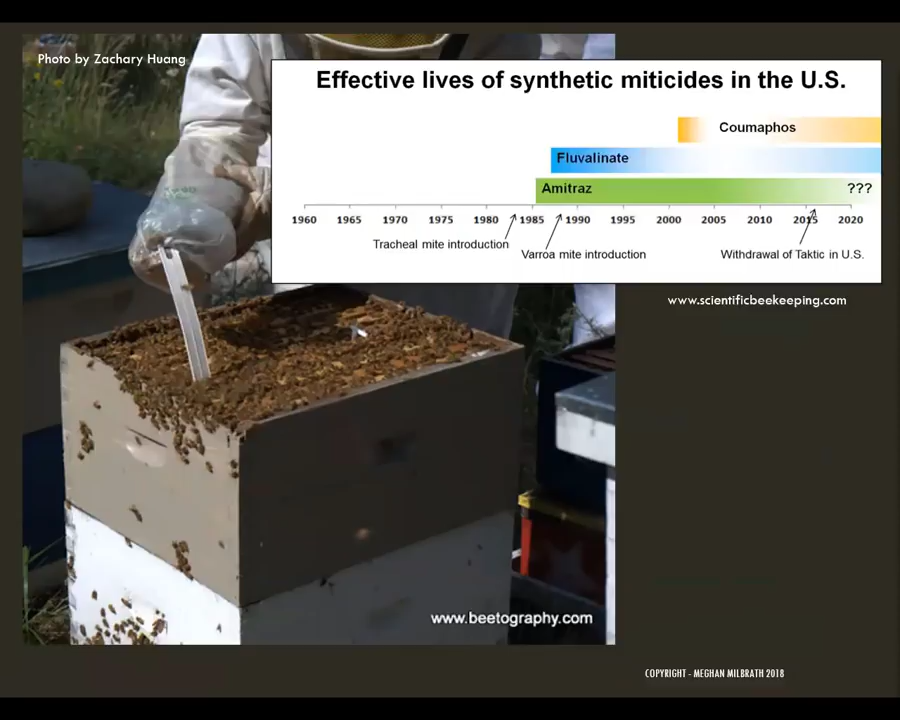 Photo by Zachary Huang
Effective lives of synthetic miticides in the U.S.
Coumaphos
Fluvalinate
Amitraz ???
1960 1965 1970 1975 1980 1985 1990 1995 2000 2005 2010 2015 2020
Tracheal mite introduction
Varroa mite introduction
Withdrawal of Taktic in U.S.
www.scientificbeekeeping.com
www.beetography.com
COPYRIGHT - MEGHAN MILBRATH 2018